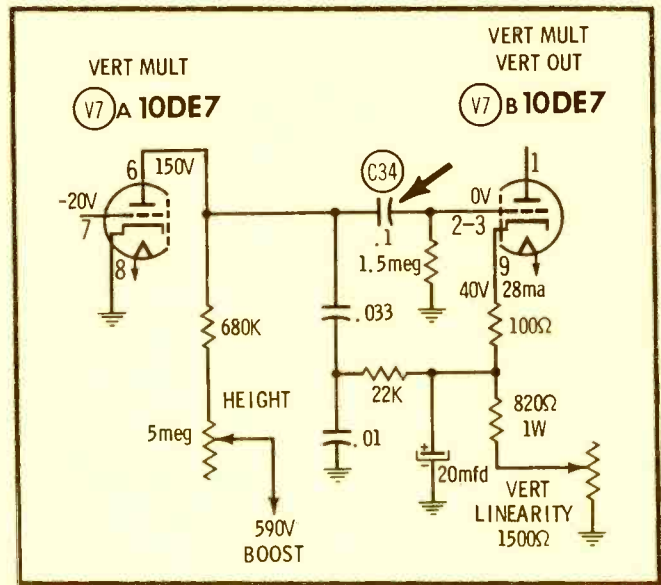 VERT MULT
V7 A 10DE7
VERT MULT
VERT OUT
V7 B 10DE7
6
150V
-20V
7
8
C34
.1
1.5meg
0V
2-3
1
9
40V
28ma
100Ω
680K
.033
22K
820Ω
1W
HEIGHT
5meg
.01
+
-
20mfd
VERT
LINEARITY
1500Ω
590V
BOOST